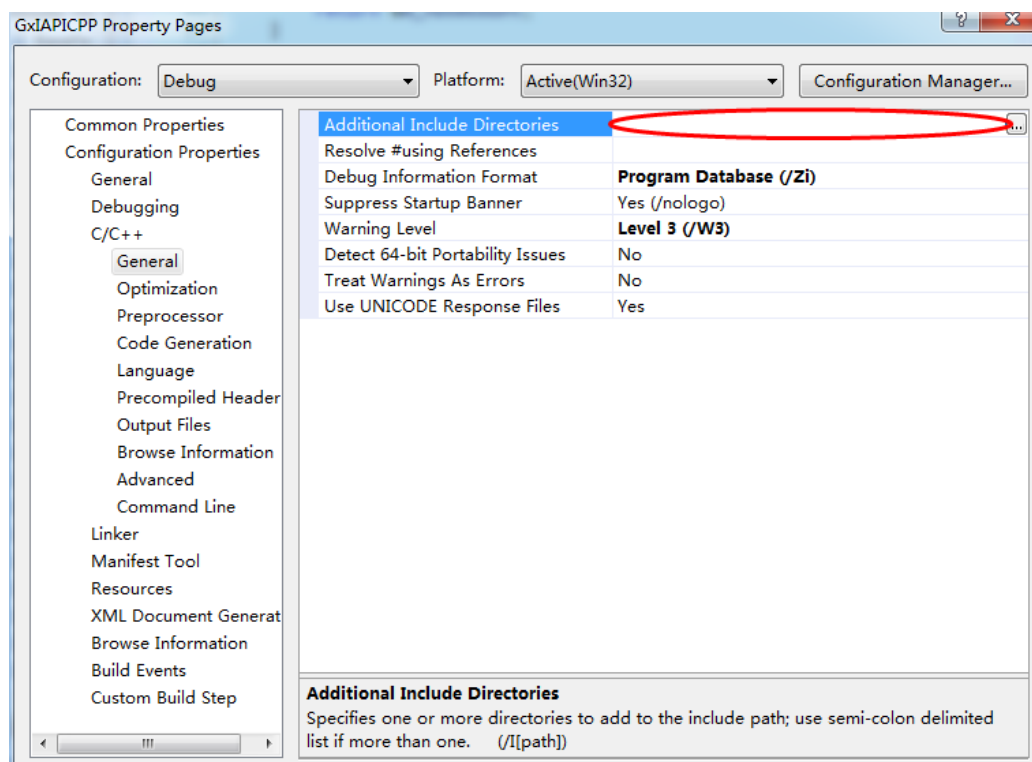 GxIAPICPP Property Pages
Configuration: Debug Platform: Active(Win32) Configuration Manager...
Common Properties
Configuration Properties
General
Debugging
C/C++
General
Optimization
Preprocessor
Code Generation
Language
Precompiled Header
Output Files
Browse Information
Advanced
Command Line
Linker
Manifest Tool
Resources
XML Document Generat
Browse Information
Build Events
Custom Build Step
Additional Include Directories ...
Resolve #using References
Debug Information Format Program Database (/Zi)
Suppress Startup Banner Yes (/nologo)
Warning Level Level 3 (/W3)
Detect 64-bit Portability Issues No
Treat Warnings As Errors No
Use UNICODE Response Files Yes
Additional Include Directories
Specifies one or more directories to add to the include path; use semi-colon delimited
list if more than one. (/I[path])